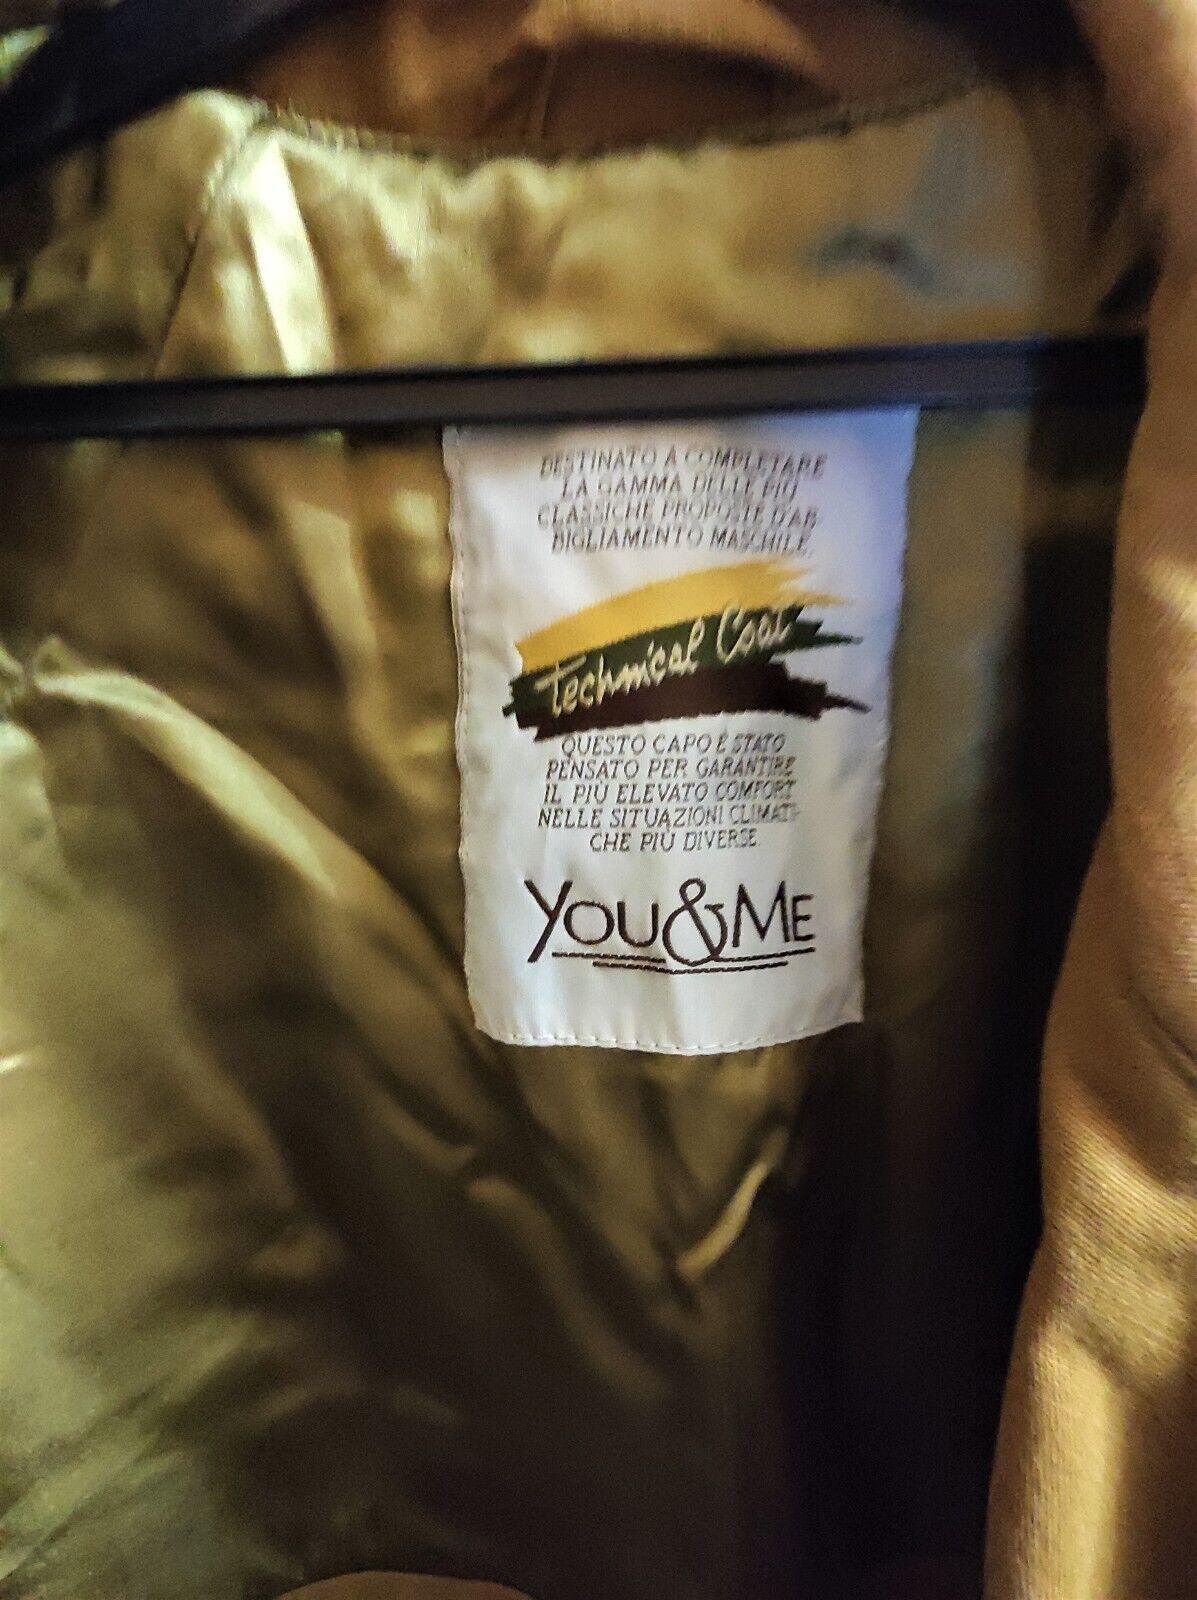 DESTINATO A COMPLETARE
LA GAMMA DELLE PIÙ
CLASSICHE PROPOSTE D'AB
BIGLIAMENTO MASCHILE.
Technical Coat
QUESTO CAPO È STATO
PENSATO PER GARANTIRE
IL PIÙ ELEVATO COMFORT
NELLE SITUAZIONI CLIMATI-
CHE PIÙ DIVERSE.
YOU&ME